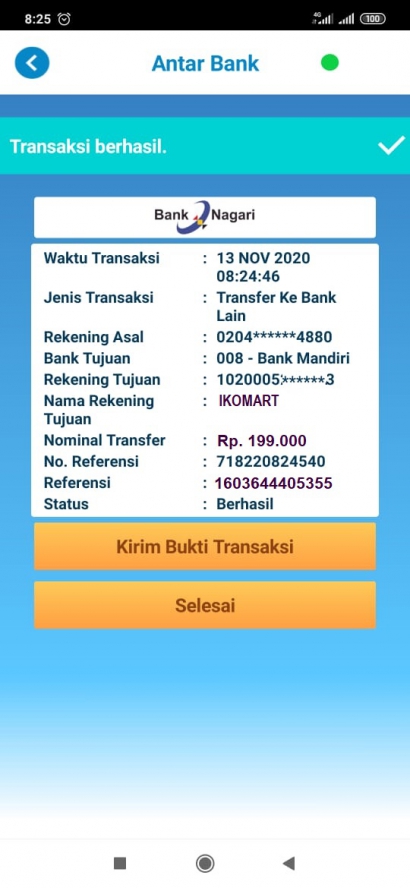 8:25
4G
100
Antar Bank
Transaksi berhasil.
Bank Nagari
Waktu Transaksi : 13 NOV 2020
08:24:46
Jenis Transaksi : Transfer Ke Bank
Lain
Rekening Asal : 0204******4880
Bank Tujuan : 008 - Bank Mandiri
Rekening Tujuan : 1020005******3
Nama Rekening : IKOMART
Tujuan
Nominal Transfer : Rp. 199.000
No. Referensi : 718220824540
Referensi : 1603644405355
Status : Berhasil
Kirim Bukti Transaksi
Selesai